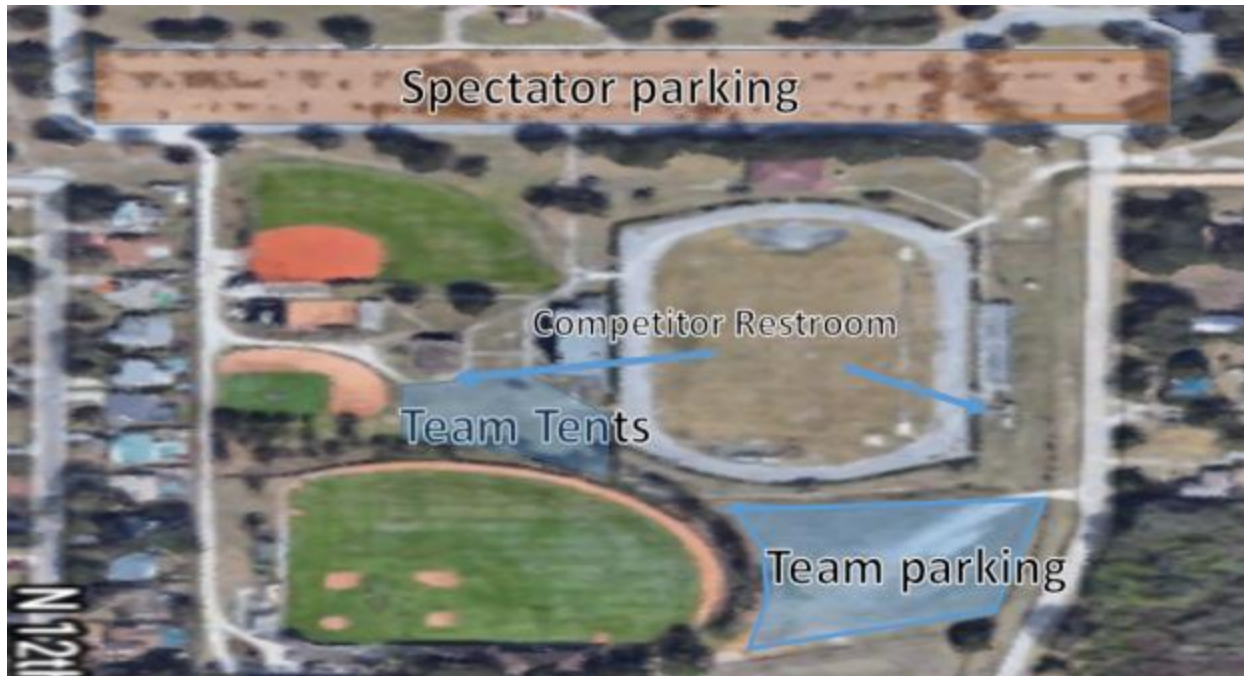 Spectator parking
Competitor Restroom
Team Tents
Team parking